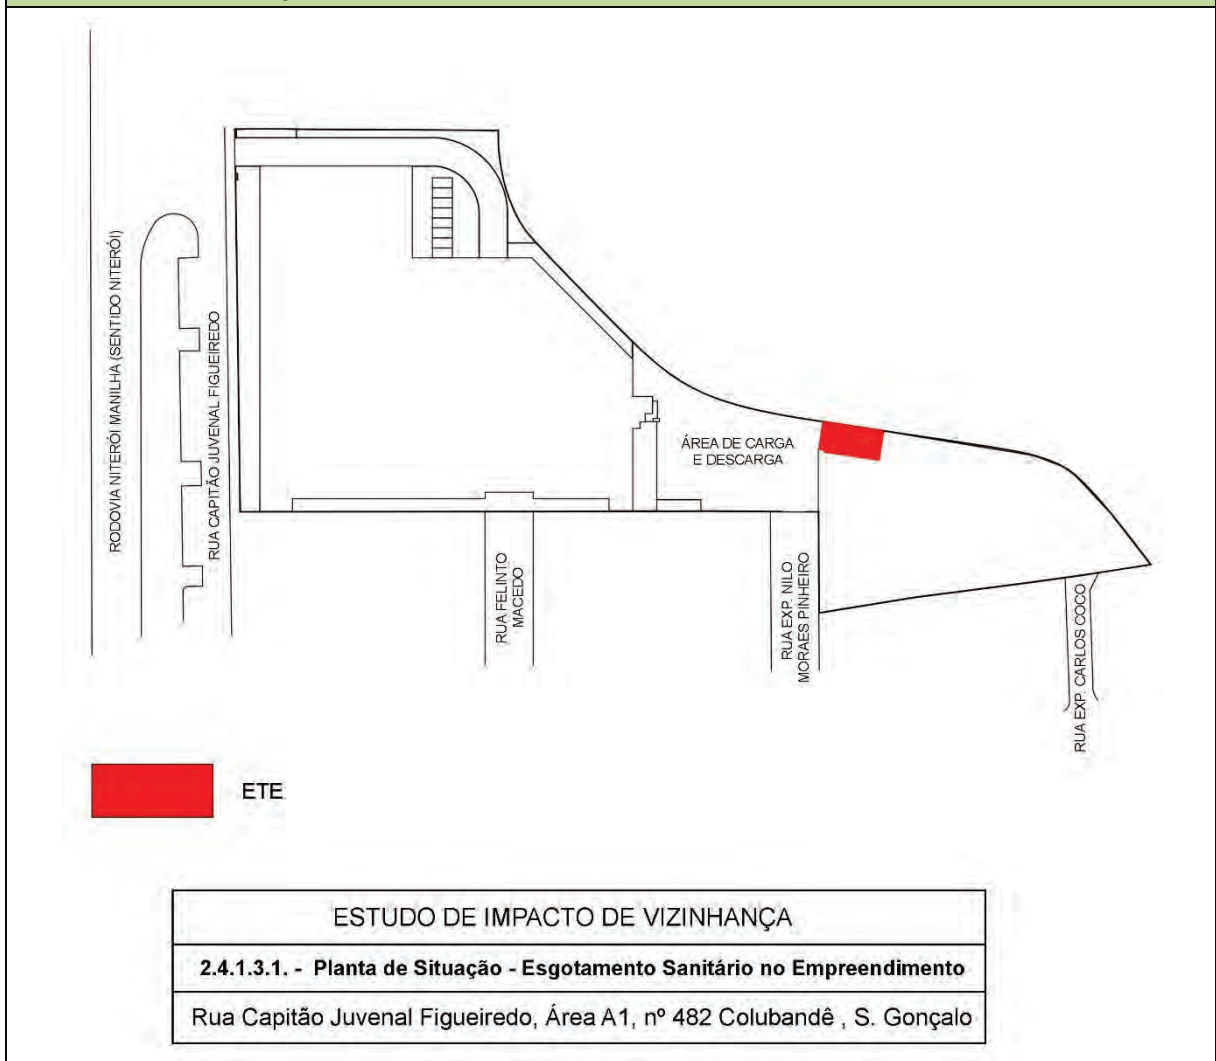 RODOVIA NITERÓI MANILHA (SENTIDO NITERÓI)
RUA CAPITÃO JUVENAL FIGUEIREDO
ÁREA DE CARGA
E DESCARGA
RUA FELINTO
MACEDO
RUA EXP. NILO
MORAES PINHEIRO
RUA EXP. CARLOS COCO
ETE
ESTUDO DE IMPACTO DE VIZINHANÇA
2.4.1.3.1. - Planta de Situação - Esgotamento Sanitário no Empreendimento
Rua Capitão Juvenal Figueiredo, Área A1, nº 482 Colubandê , S. Gonçalo